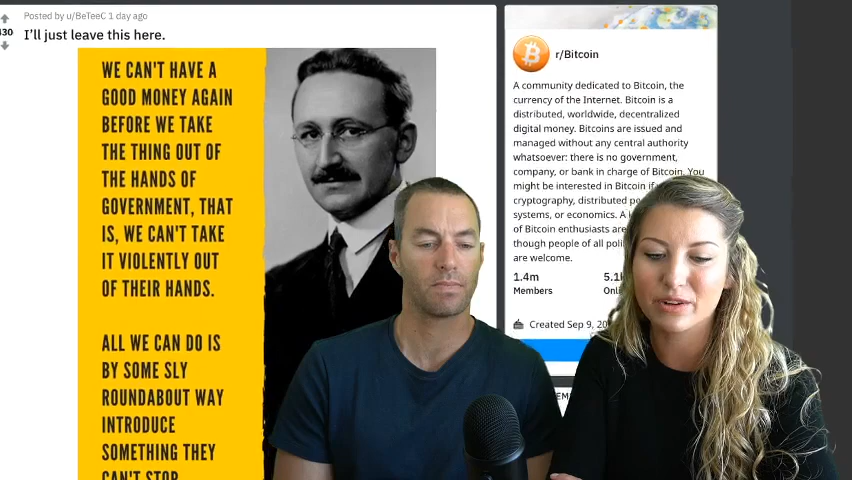 Posted by u/BeTeeC 1 day ago
I'll just leave this here.
WE CAN'T HAVE A
GOOD MONEY AGAIN
BEFORE WE TAKE
THE THING OUT OF
THE HANDS OF
GOVERNMENT, THAT
IS, WE CAN'T TAKE
IT VIOLENTLY OUT
OF THEIR HANDS.
ALL WE CAN DO IS
BY SOME SLY
ROUNDABOUT WAY
INTRODUCE
SOMETHING THEY
CAN'T STOP
r/Bitcoin
A community dedicated to Bitcoin, the
currency of the Internet. Bitcoin is a
distributed, worldwide, decentralized
digital money. Bitcoins are issued and
managed without any central authority
whatsoever: there is no government,
company, or bank in charge of Bitcoin. You
might be interested in Bitcoin if
cryptography, distributed
systems, or economics. A
of Bitcoin enthusiasts are
though people of all
are welcome.
1.4m
Members
Created Sep 9,